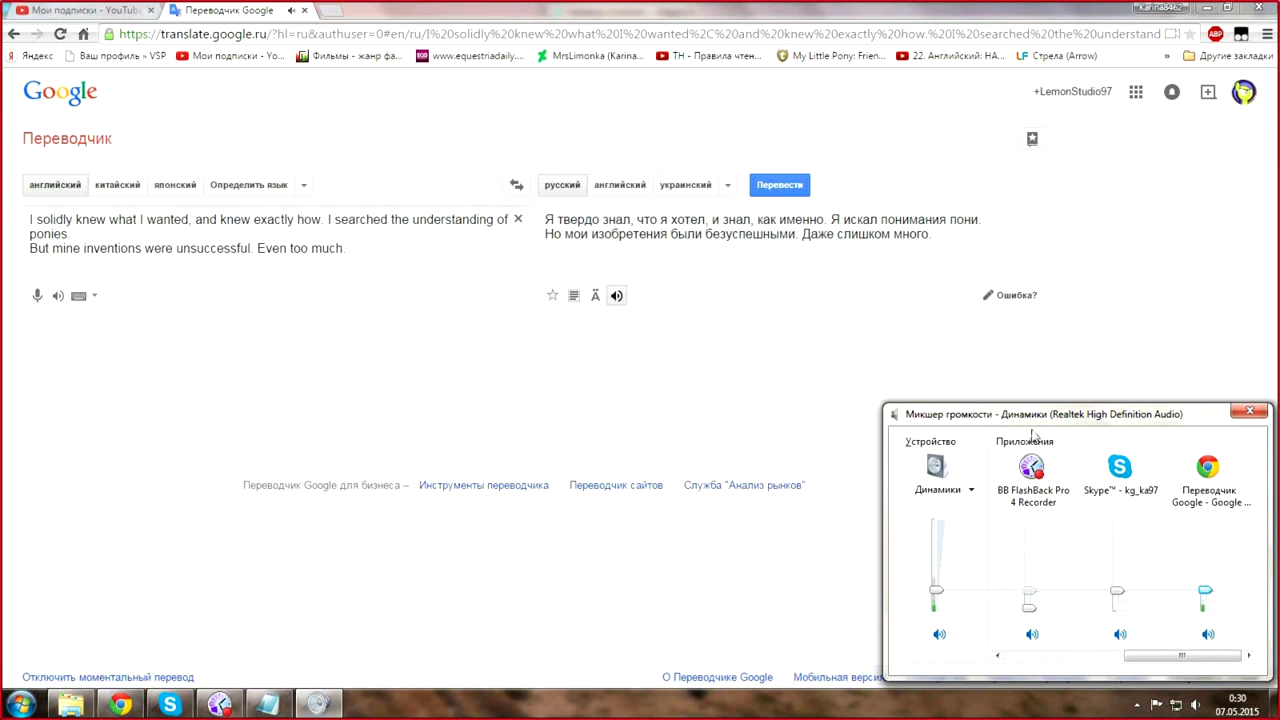 Мои подписки - YouTube
Переводчик Google
Karina8462
https://translate.google.ru/?hl=ru&authuser=0#en/ru/I%20solidly%20knew%20what%20I%20wanted%2C%20and%20knew%20exactly%20how.%20I%20searched%20the%20understand
ABP
Яндекс
Ваш профиль » VSP
Мои подписки - Yo...
Фильмы - жанр фа...
www.equestriadaily...
MrsLimonka (Karina...
TH - Правила чтен...
My Little Pony: Frien...
22. Английский: НА...
Стрела (Arrow)
»
Другие закладки
Google
+LemonStudio97
Переводчик
английский китайский японский Определить язык
русский английский украинский Перевести
I solidly knew what I wanted, and knew exactly how. I searched the understanding of
ponies.
But mine inventions were unsuccessful. Even too much.
Я твердо знал, что я хотел, и знал, как именно. Я искал понимания пони.
Но мои изобретения были безуспешными. Даже слишком много.
Ä
Ошибка?
Микшер громкости - Динамики (Realtek High Definition Audio)
Устройство
Приложения
Динамики
BB FlashBack Pro
4 Recorder
Skype™ - kg_ka97
Переводчик
Google - Google ...
Переводчик Google для бизнеса – Инструменты переводчика Переводчик сайтов Служба "Анализ рынков"
Отключить моментальный перевод
О Переводчике Google
Мобильная верси
0:30
07.05.2015